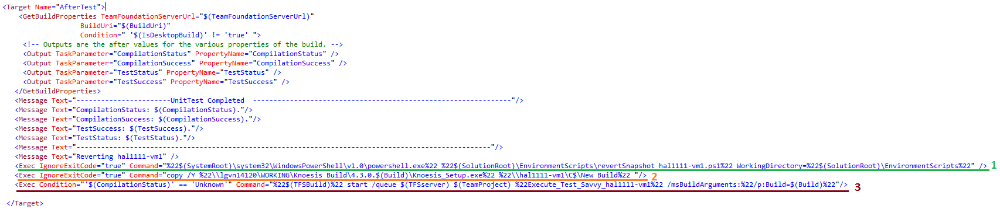 <Target Name="AfterTest">
<GetBuildProperties TeamFoundationServerUrl="$(TeamFoundationServerUrl)"
BuildUri="$(BuildUri)"
Condition=" '$(IsDesktopBuild)' != 'true' ">
<!-- Outputs are the after values for the various properties of the build. -->
<Output TaskParameter="CompilationStatus" PropertyName="CompilationStatus" />
<Output TaskParameter="CompilationSuccess" PropertyName="CompilationSuccess" />
<Output TaskParameter="TestStatus" PropertyName="TestStatus" />
<Output TaskParameter="TestSuccess" PropertyName="TestSuccess" />
</GetBuildProperties>
<Message Text="-----------------------UnitTest Completed  ---------------------------------------------------------------"/>
<Message Text="CompilationStatus: $(CompilationStatus)."/>
<Message Text="CompilationSuccess: $(CompilationSuccess)."/>
<Message Text="TestSuccess: $(TestSuccess)."/>
<Message Text="TestStatus: $(TestStatus)."/>
<Message Text="-----------------------------------------------------------------------------------------------------"/>
<Message Text="Reverting hal1111-vm1" />
<Exec IgnoreExitCode="true" Command="%22$(SystemRoot)\system32\WindowsPowerShell\v1.0\powershell.exe%22 %22$(SolutionRoot)\EnvironmentScripts\revertSnapshot_hal1111-vm1.ps1%22 WorkingDirectory=%22$(SolutionRoot)\EnvironmentScripts%22" /> 1
<Exec IgnoreExitCode="true" Command="copy /Y %22\\lgvn14120\WORKING\Knoesis Build\4.3.0.$(Build)\Knoesis_Setup.exe%22 %22\\hal1111-vm1\C$\New Build%22 "/> 2
<Exec Condition="'$(CompilationStatus)' == 'Unknown'" Command="%22$(TFSBuild)%22 start /queue $(TFSserver) $(TeamProject) %22Execute_Test_Savvy_hal1111-vm1%22 /msBuildArguments:%22/p:Build=$(Build)%22"/> 3
</Target>